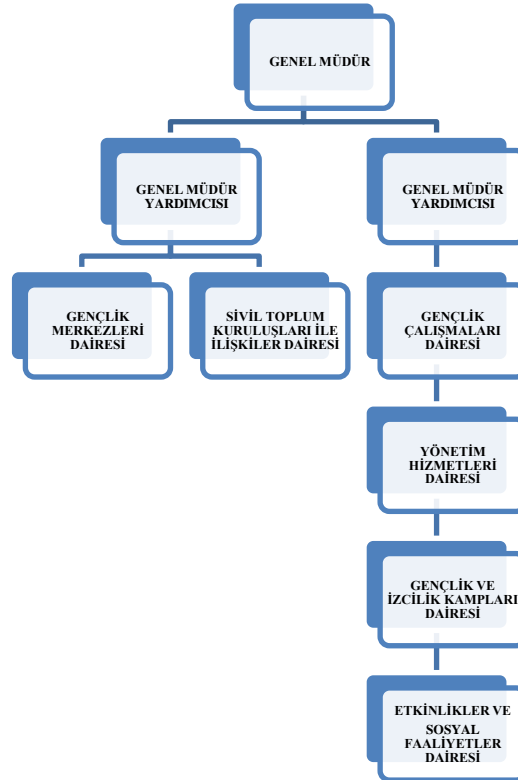 GENEL MÜDÜR
GENEL MÜDÜR
YARDIMCISI
GENEL MÜDÜR
YARDIMCISI
GENÇLİK
MERKEZLERİ
DAİRESİ
SİVİL TOPLUM
KURULUŞLARI İLE
İLİŞKİLER DAİRESİ
GENÇLİK
ÇALIŞMALARI
DAİRESİ
YÖNETİM
HİZMETLERİ
DAİRESİ
GENÇLİK VE
İZCİLİK KAMPLARI
DAİRESİ
ETKİNLİKLER VE
SOSYAL
FAALİYETLER
DAİRESİ